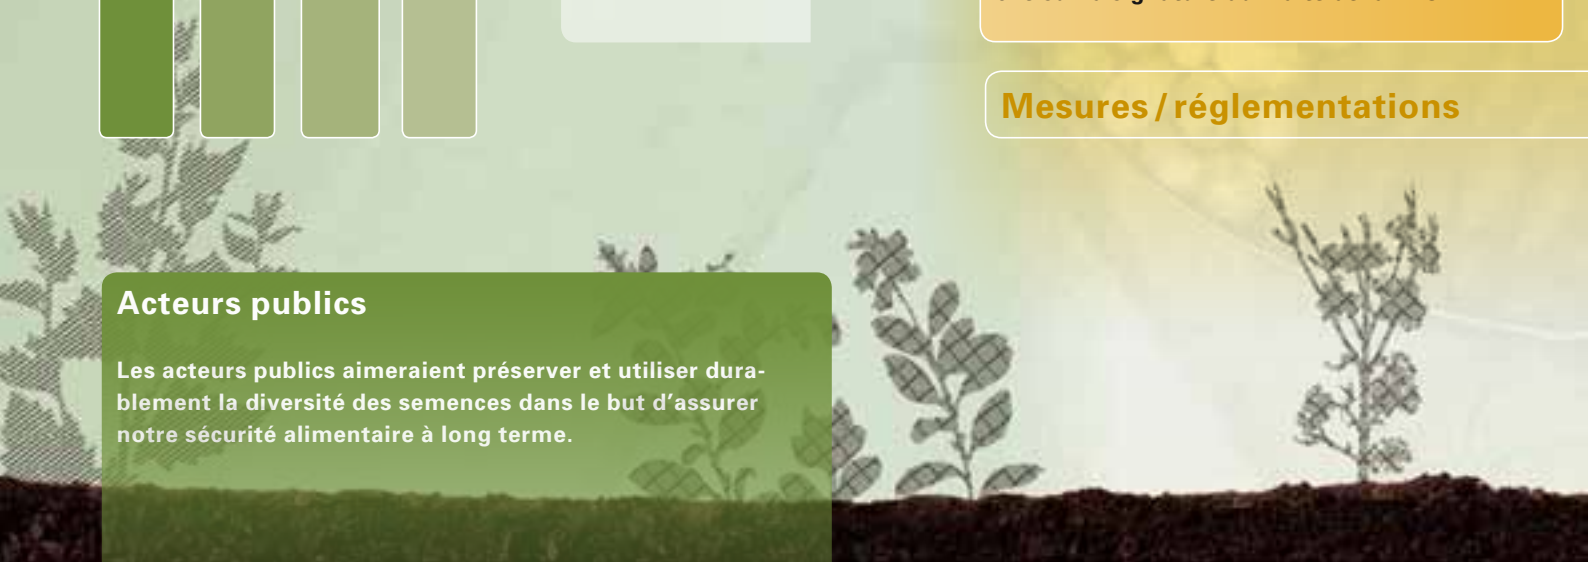 Mesures / réglementations
Acteurs publics
Les acteurs publics aimeraient préserver et utiliser dura-
blement la diversité des semences dans le but d’assurer
notre sécurité alimentaire à long terme.